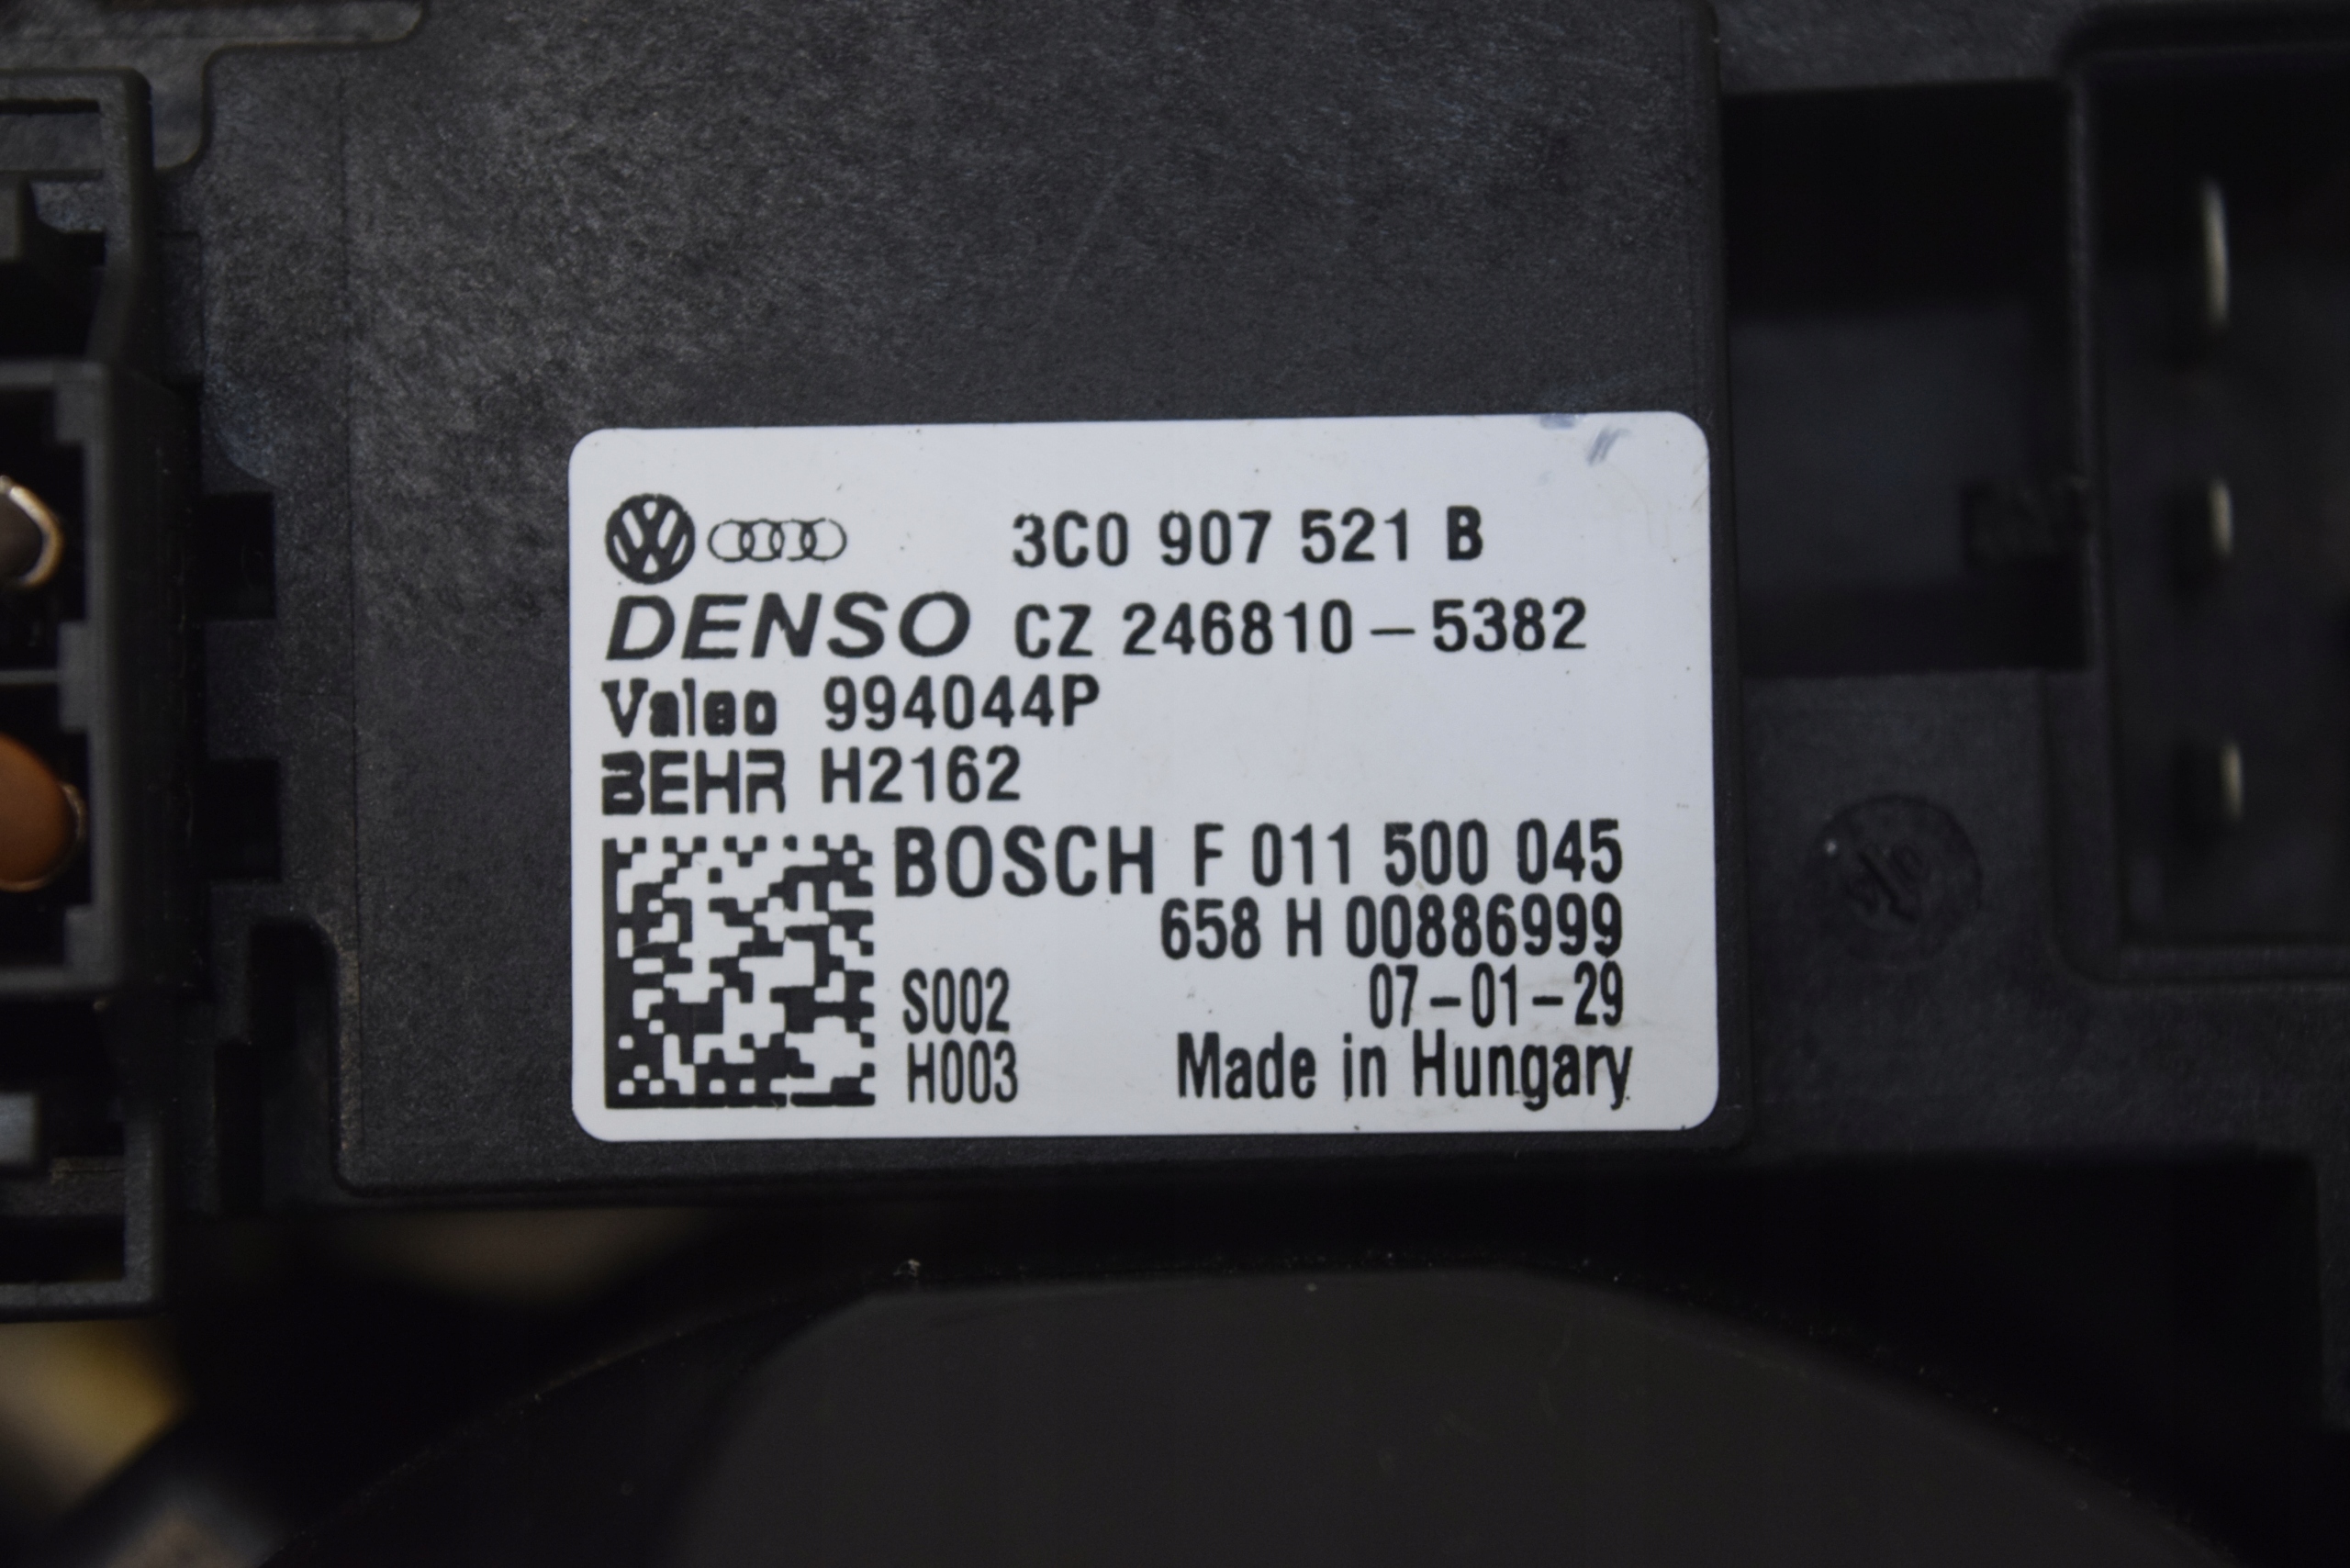 3C0 907 521 B
DENSO CZ 246810-5382
Valeo 994044P
BEHR H2162
BOSCH F 011 500 045
658 H 00886999
S002 07-01-29
H003 Made in Hungary